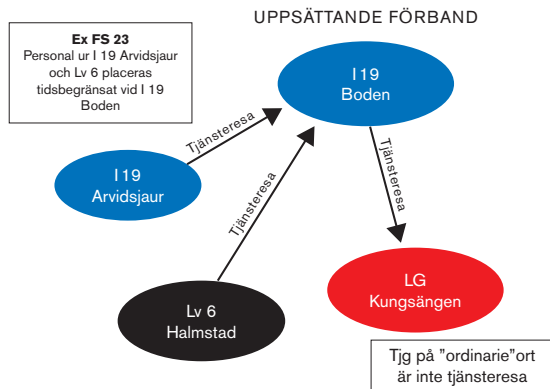 UPPSÄTTANDE FÖRBAND
Ex FS 23
Personal ur I 19 Arvidsjaur
och Lv 6 placeras
tidsbegränsat vid I 19
Boden
I 19
Boden
Tjänsteresa
I 19
Arvidsjaur
Tjänsteresa
Tjänsteresa
LG
Kungsängen
Lv 6
Halmstad
Tjg på ”ordinarie”ort
är inte tjänsteresa